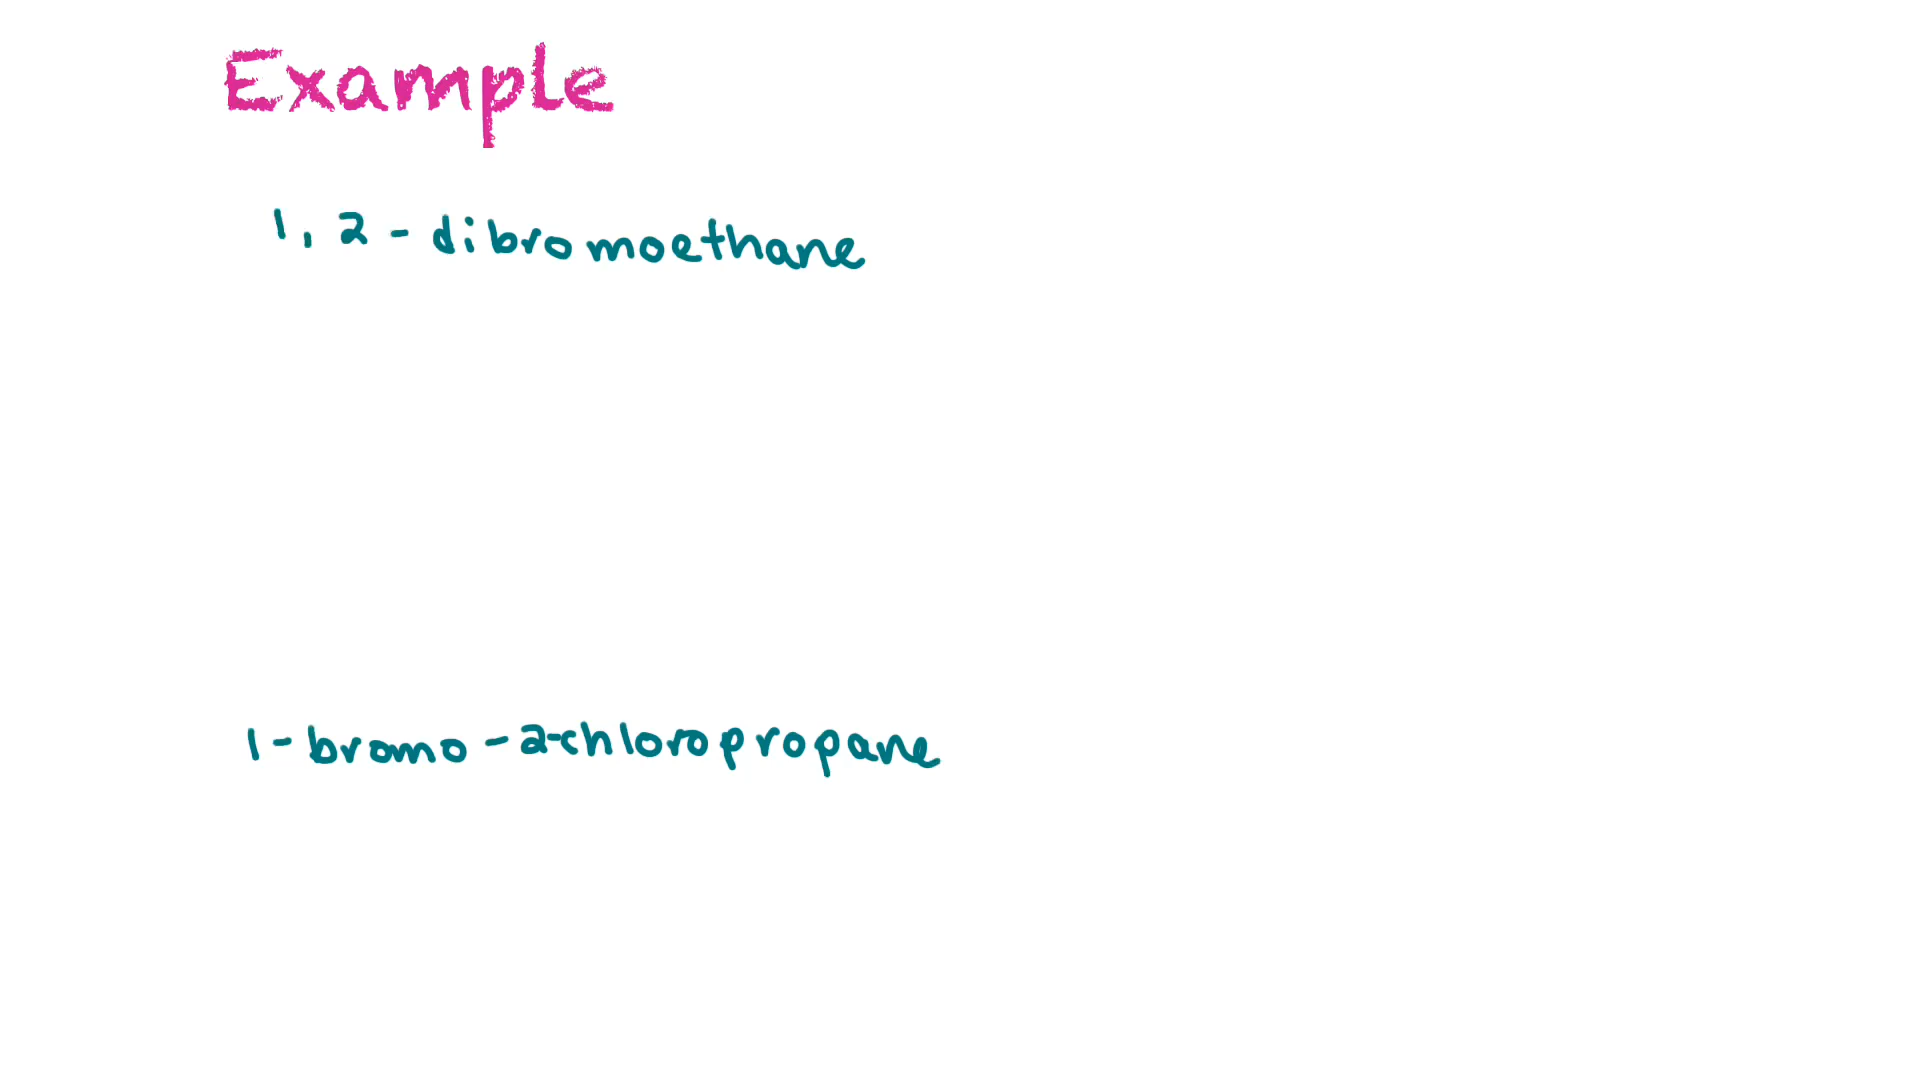 Example
1, 2 - dibromoethane
1 - bromo - 2-chloropropane